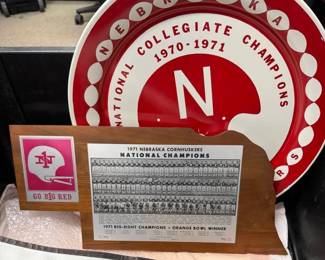 NEBRASKA
NATIONAL COLLEGIATE CHAMPIONS
1970-1971
N
ERS
N
GO BIG RED
1971 NEBRASKA CORNHUSKERS
NATIONAL CHAMPIONS
1971 BIG-EIGHT CHAMPIONS - ORANGE BOWL WINNER